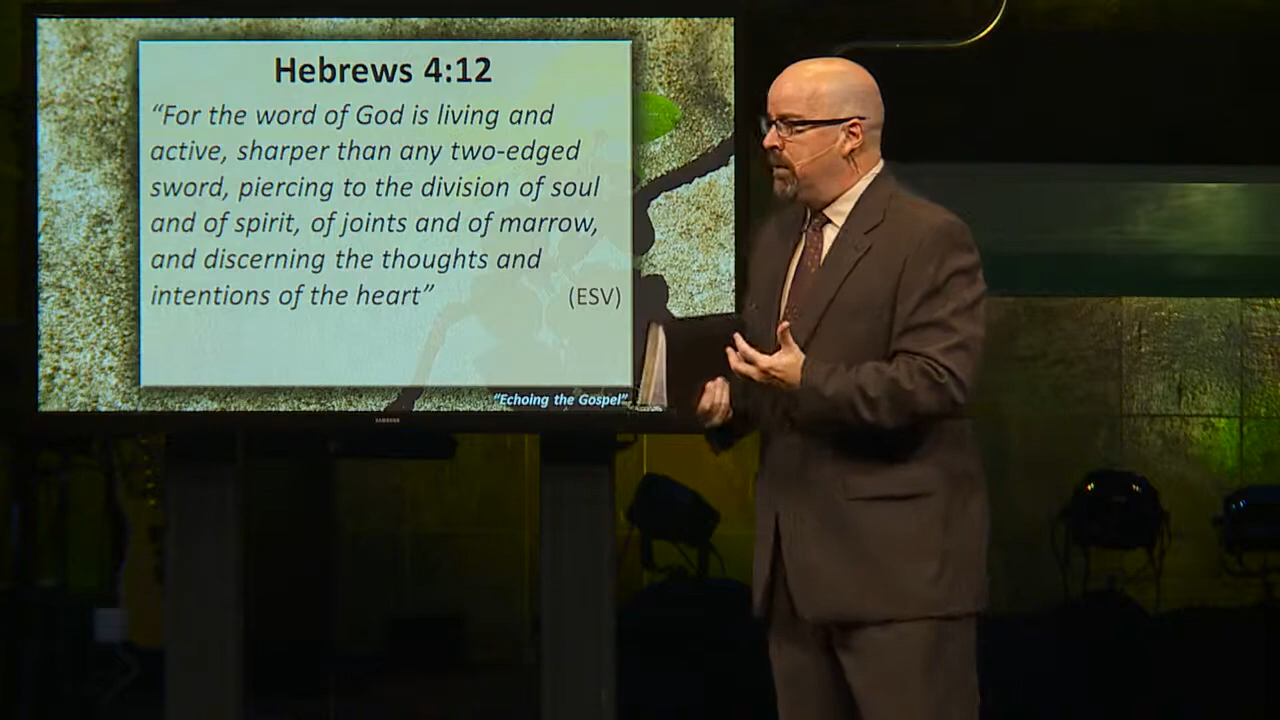 Hebrews 4:12
“For the word of God is living and
active, sharper than any two-edged
sword, piercing to the division of soul
and of spirit, of joints and of marrow,
and discerning the thoughts and
intentions of the heart” (ESV)
“Echoing the Gospel”
SAMSUNG